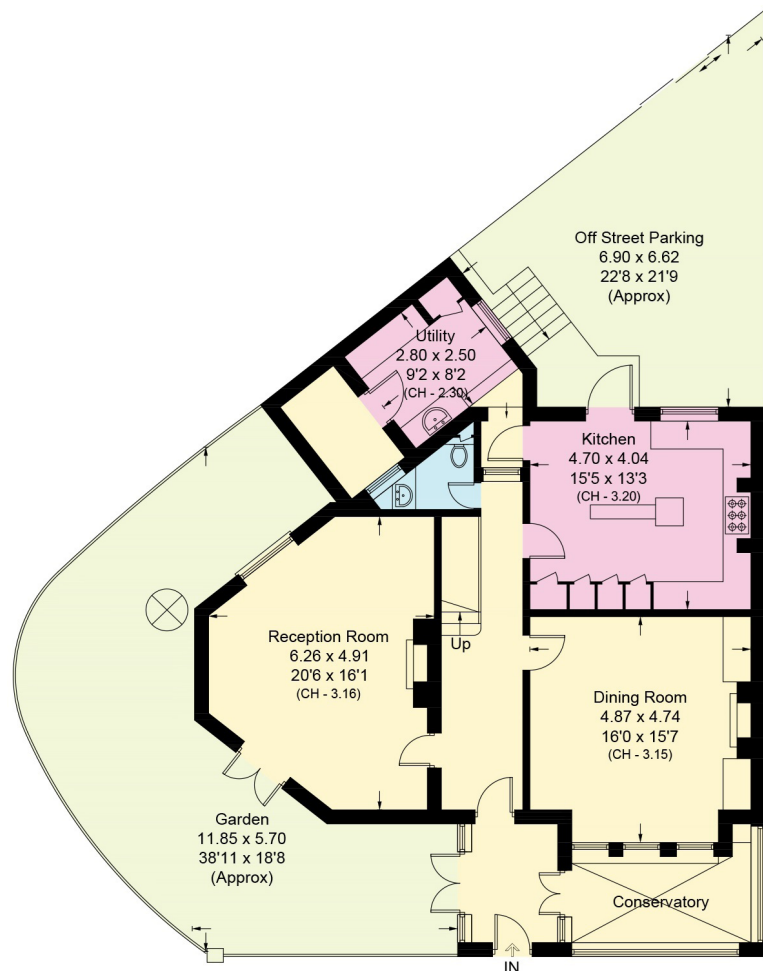 Off Street Parking
6.90 x 6.62
22'8 x 21'9
(Approx)
Utility
2.80 x 2.50
9'2 x 8'2
(CH - 2.30)
Kitchen
4.70 x 4.04
15'5 x 13'3
(CH - 3.20)
Reception Room
6.26 x 4.91
20'6 x 16'1
(CH - 3.16)
Up
Dining Room
4.87 x 4.74
16'0 x 15'7
(CH - 3.15)
Garden
11.85 x 5.70
38'11 x 18'8
(Approx)
Conservatory
IN